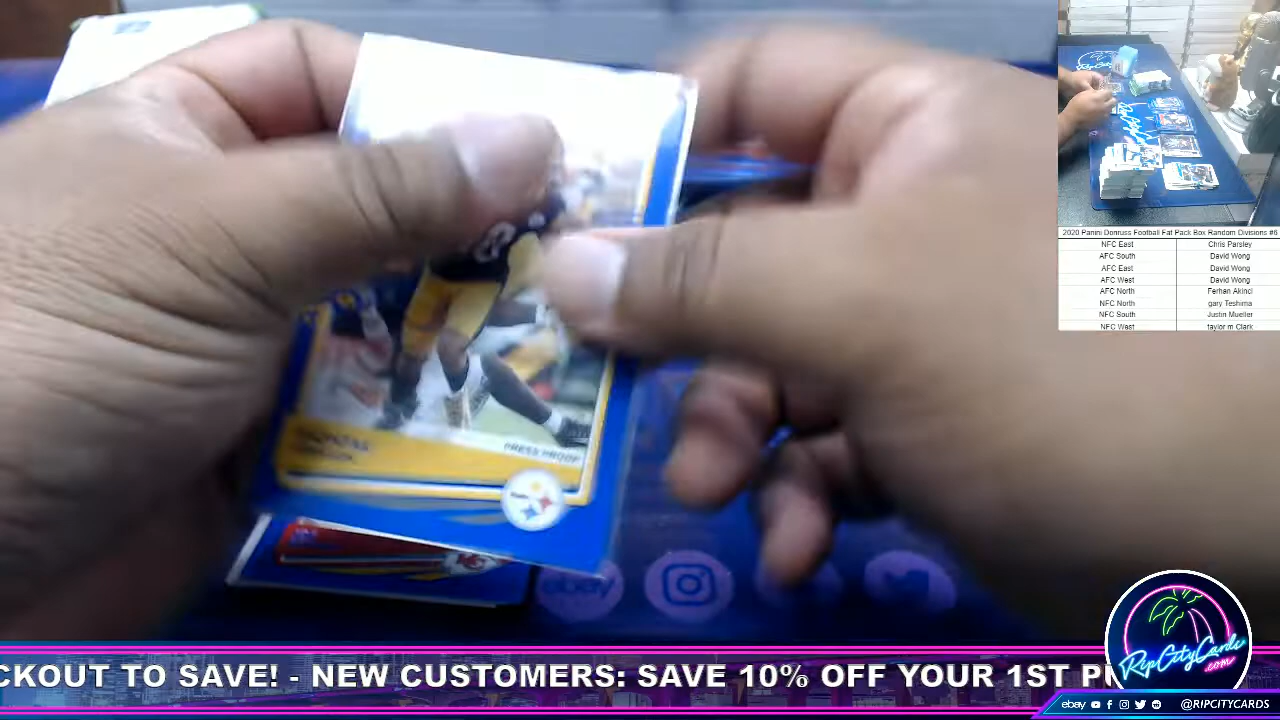 2020 Panini Donruss Football Fat Pack Box Random Divisions #6
NFC East Chris Parsley
AFC South David Wong
AFC East David Wong
AFC West David Wong
AFC North Ferhan Akinci
NFC North gary Teshima
NFC South Justin Mueller
NFC West taylor m Clark
PRESS PROOF
ebay
CKOUT TO SAVE! - NEW CUSTOMERS: SAVE 10% OFF YOUR 1ST P
RipCityCards
.com
ebay @RIPCITYCARDS